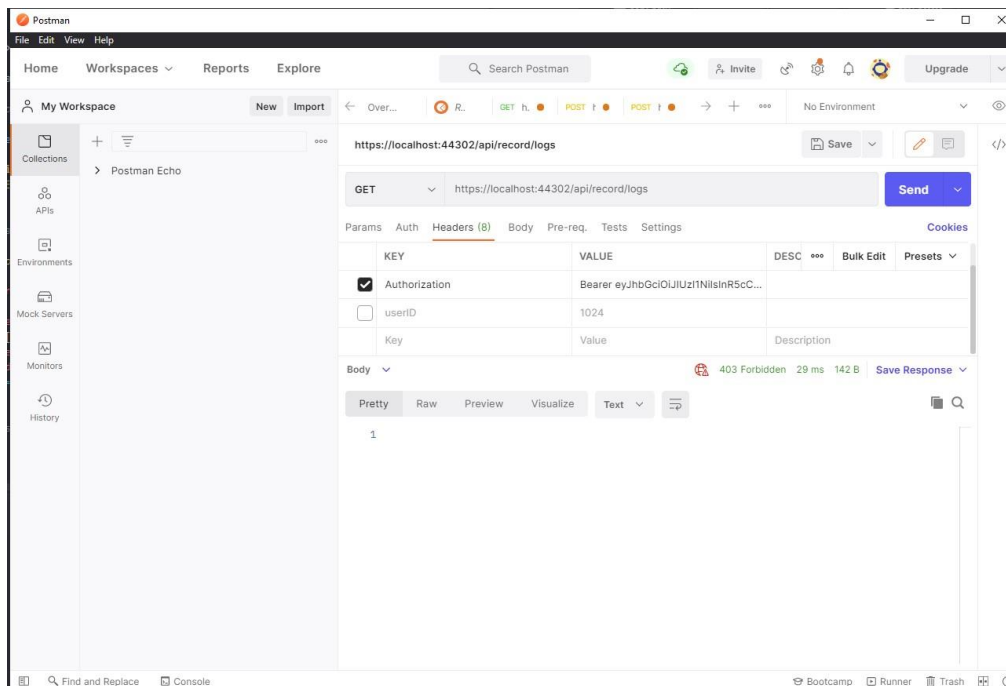 Postman
File Edit View Help
Home Workspaces Reports Explore Search Postman Invite Upgrade
My Workspace New Import Over... R.. GET h. POST POST No Environment
Collections
APIs
Environments
Mock Servers
Monitors
History
Postman Echo
https://localhost:44302/api/record/logs Save
GET https://localhost:44302/api/record/logs Send
Params Auth Headers (8) Body Pre-req. Tests Settings Cookies
KEY VALUE DESC Bulk Edit Presets
Authorization Bearer eyJhbGciOiJIUzI1NiIsInR5cC...
userID 1024
Key Value Description
Body 403 Forbidden 29 ms 142 B Save Response
Pretty Raw Preview Visualize Text
1
Find and Replace Console Bootcamp Runner Trash